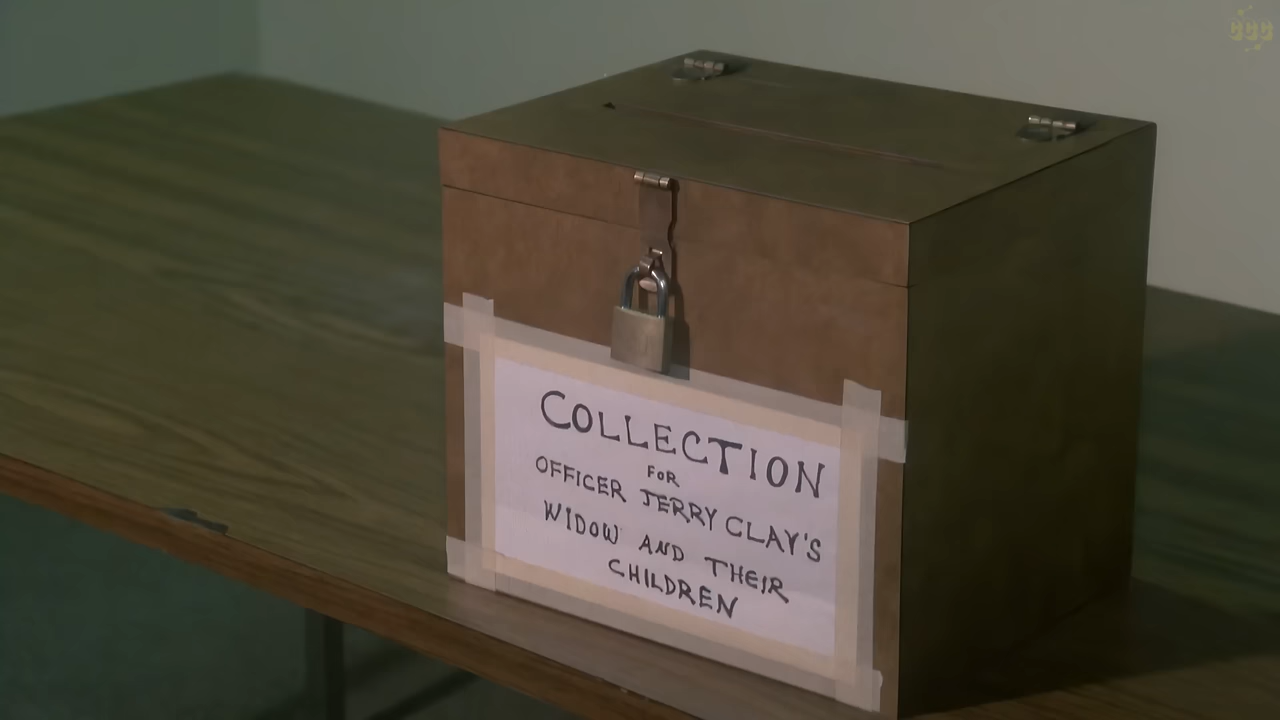 COLLECTION
FOR
OFFICER JERRY CLAY'S
WIDOW AND THEIR
CHILDREN